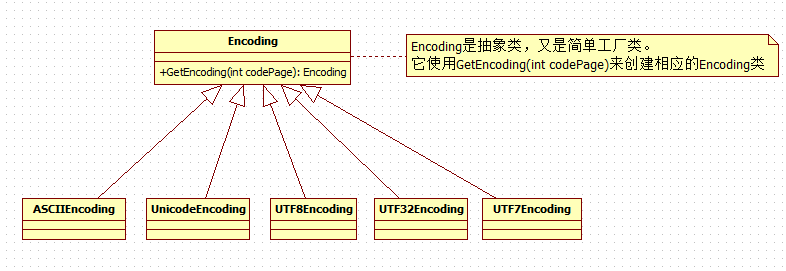 Encoding
+GetEncoding(int codePage): Encoding
Encoding是抽象类，又是简单工厂类。
它使用GetEncoding(int codePage)来创建相应的Encoding类
ASCIIEncoding
UnicodeEncoding
UTF8Encoding
UTF32Encoding
UTF7Encoding